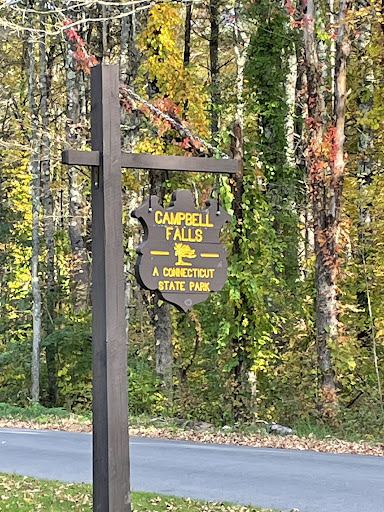 CAMPBELL
FALLS
A CONNECTICUT
STATE PARK